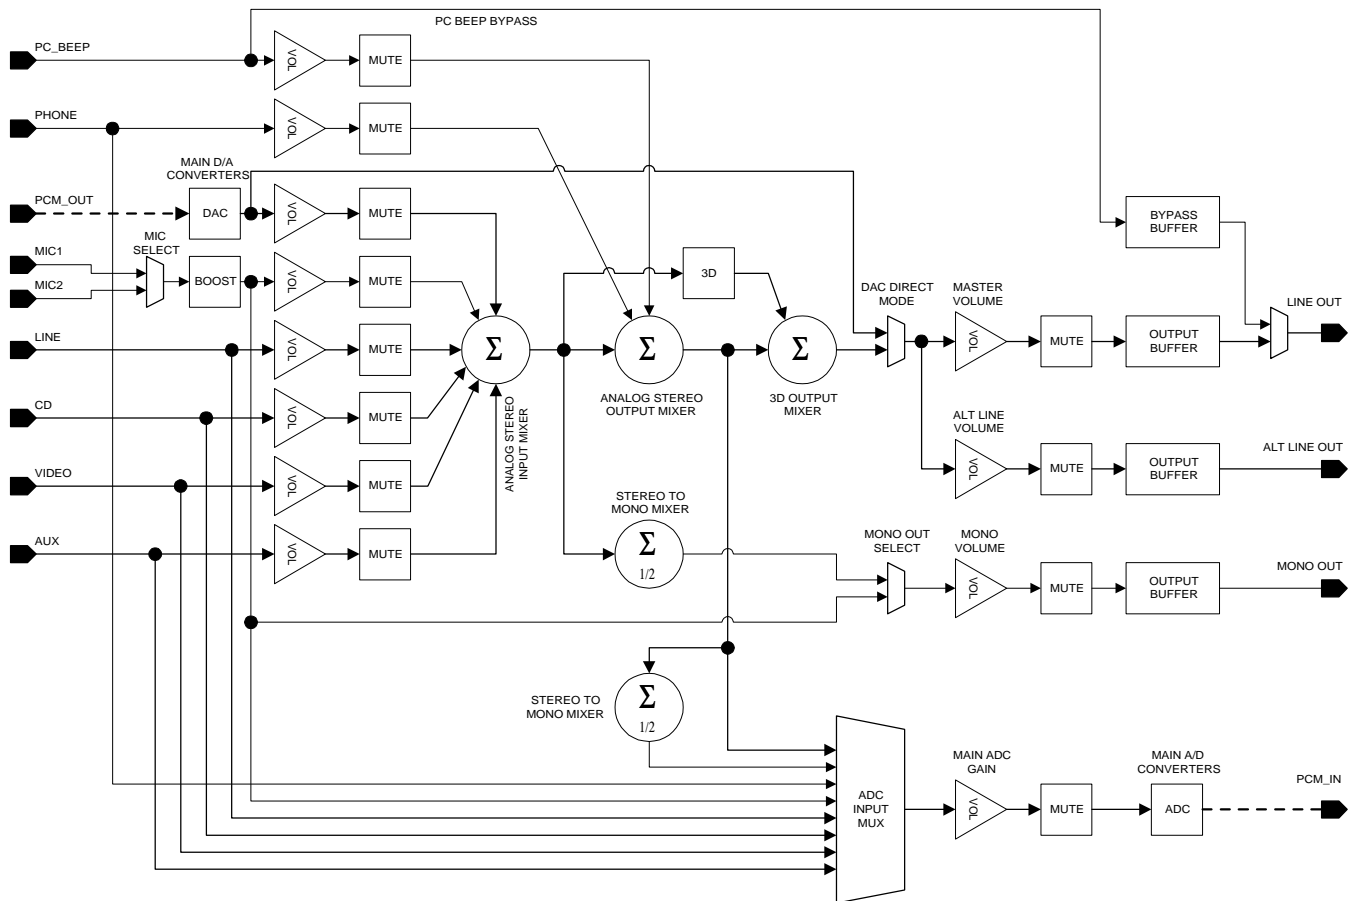 PC BEEP BYPASS
PC_BEEP
VOL
MUTE
PHONE
VOL
MUTE
MAIN D/A
CONVERTERS
PCM_OUT
DAC
VOL
MUTE
BYPASS
BUFFER
MIC
SELECT
MIC1
MIC2
BOOST
VOL
MUTE
3D
DAC DIRECT
MODE
MASTER
VOLUME
LINE OUT
LINE
VOL
MUTE
Σ
Σ
Σ
VOL
MUTE
OUTPUT
BUFFER
ANALOG STEREO
INPUT MIXER
ANALOG STEREO
OUTPUT MIXER
3D OUTPUT
MIXER
CD
VOL
MUTE
ALT LINE
VOLUME
ALT LINE OUT
VOL
MUTE
OUTPUT
BUFFER
VIDEO
VOL
MUTE
STEREO TO
MONO MIXER
AUX
VOL
MUTE
Σ
1/2
MONO OUT
SELECT
MONO
VOLUME
MONO OUT
VOL
MUTE
OUTPUT
BUFFER
STEREO TO
MONO MIXER
Σ
1/2
ADC
INPUT
MUX
MAIN ADC
GAIN
VOL
MUTE
MAIN A/D
CONVERTERS
ADC
PCM_IN